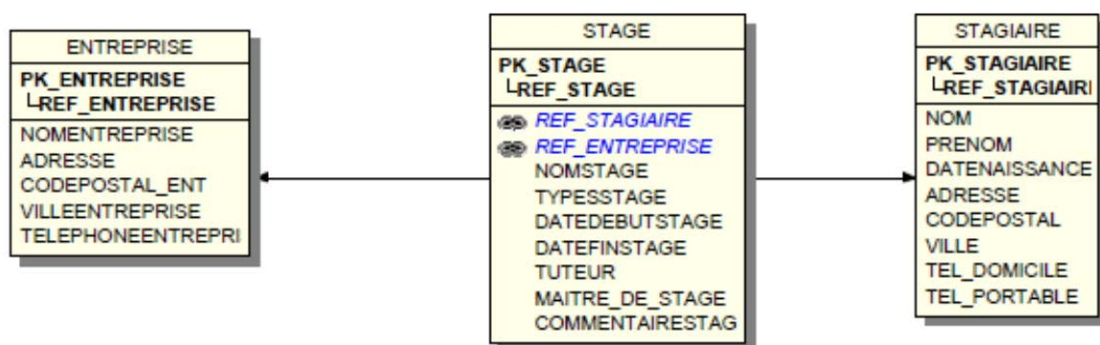 ENTREPRISE
PK_ENTREPRISE
└REF_ENTREPRISE
NOMENTREPRISE
ADRESSE
CODEPOSTAL_ENT
VILLEENTREPRISE
TELEPHONEENTREPRI
STAGE
PK_STAGE
└REF_STAGE
REF_STAGIAIRE
REF_ENTREPRISE
NOMSTAGE
TYPESSTAGE
DATEDEBUTSTAGE
DATEFINSTAGE
TUTEUR
MAITRE_DE_STAGE
COMMENTAIRESTAG
STAGIAIRE
PK_STAGIAIRE
└REF_STAGIAIRI
NOM
PRENOM
DATENAISSANCE
ADRESSE
CODEPOSTAL
VILLE
TEL_DOMICILE
TEL_PORTABLE